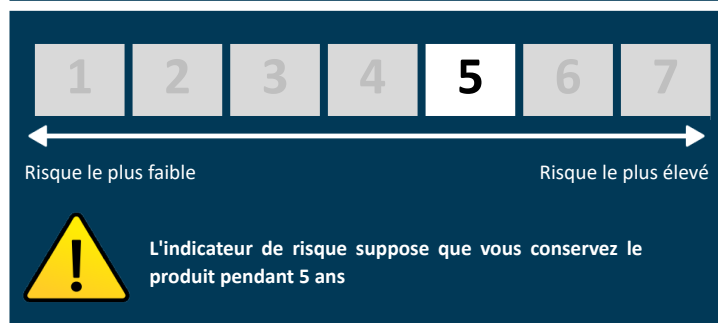 1 2 3 4 5 6 7
Risque le plus faible Risque le plus élevé
!
L'indicateur de risque suppose que vous conservez le
produit pendant 5 ans